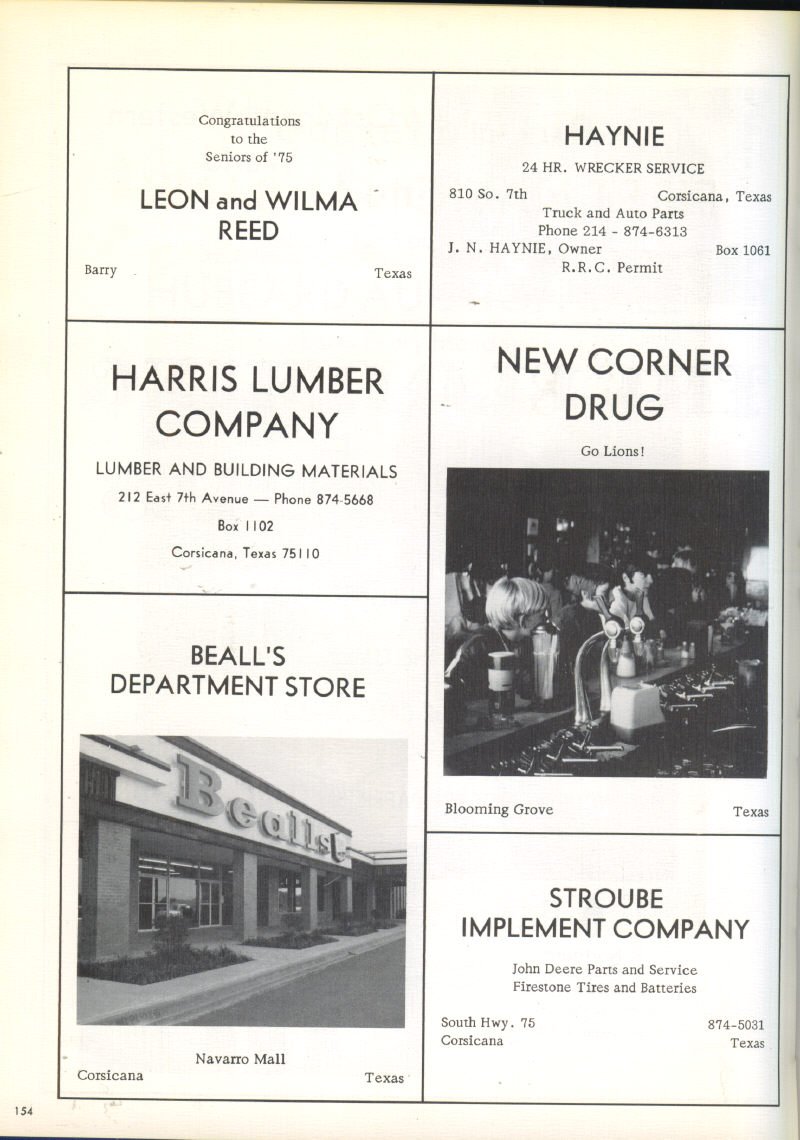 Congratulations
to the
Seniors of '75
LEON and WILMA
REED
Barry Texas
HAYNIE
24 HR. WRECKER SERVICE
810 So. 7th Corsicana, Texas
Truck and Auto Parts
Phone 214 - 874-6313
J. N. HAYNIE, Owner Box 1061
R.R.C. Permit
HARRIS LUMBER
COMPANY
LUMBER AND BUILDING MATERIALS
212 East 7th Avenue — Phone 874-5668
Box 1102
Corsicana, Texas 75110
NEW CORNER
DRUG
Go Lions!
Blooming Grove Texas
BEALL'S
DEPARTMENT STORE
Bealls
Navarro Mall
Corsicana Texas
STROUBE
IMPLEMENT COMPANY
John Deere Parts and Service
Firestone Tires and Batteries
South Hwy. 75 874-5031
Corsicana Texas
154